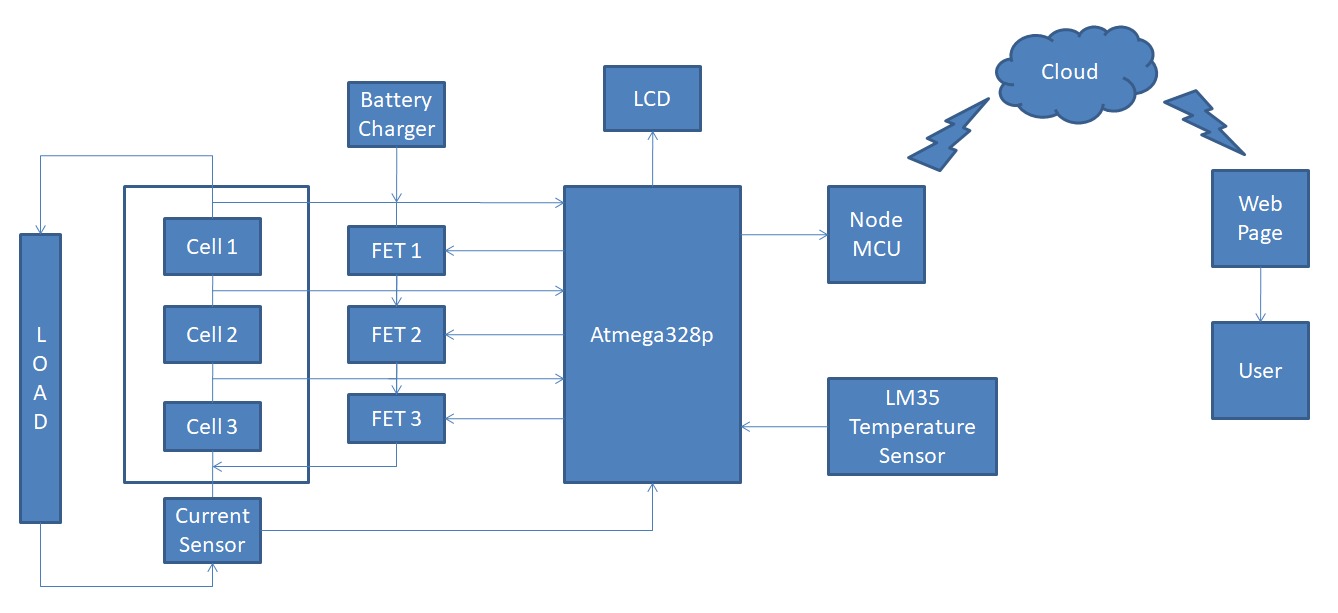 Cloud
Battery
Charger
LCD
Node
MCU
Web
Page
Cell 1
FET 1
Cell 2
FET 2
Atmega328p
L
O
A
D
User
Cell 3
FET 3
LM35
Temperature
Sensor
Current
Sensor